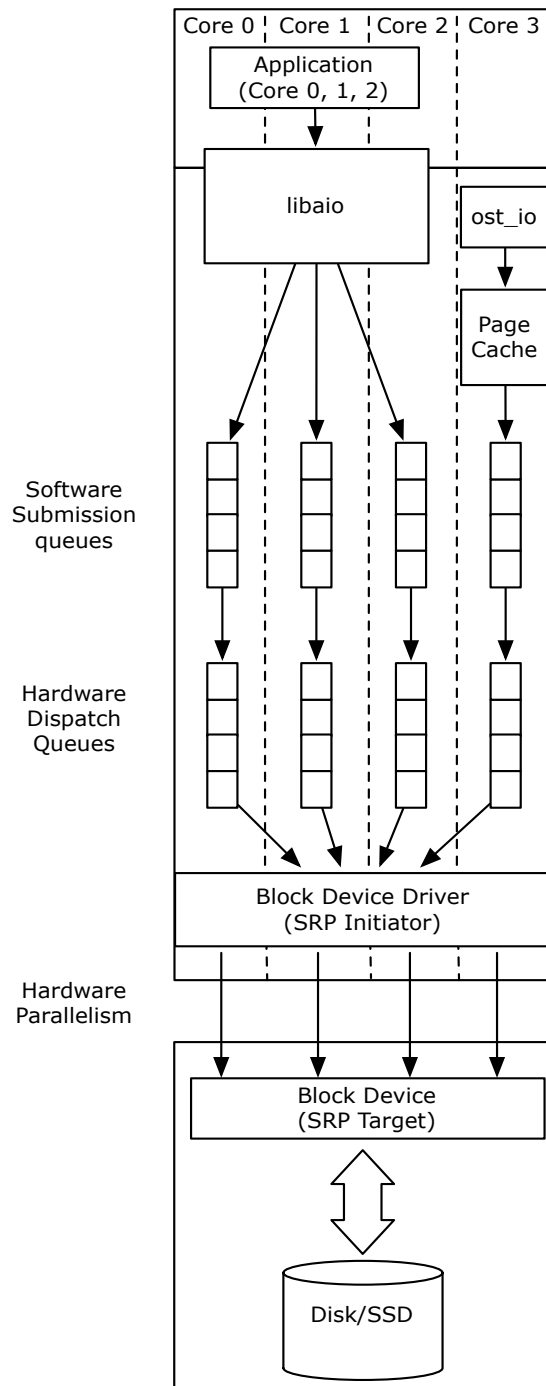 Core 0 Core 1 Core 2 Core 3
Application
(Core 0, 1, 2)
libaio
ost_io
Page
Cache
Software
Submission
queues
Hardware
Dispatch
Queues
Block Device Driver
(SRP Initiator)
Hardware
Parallelism
Block Device
(SRP Target)
Disk/SSD